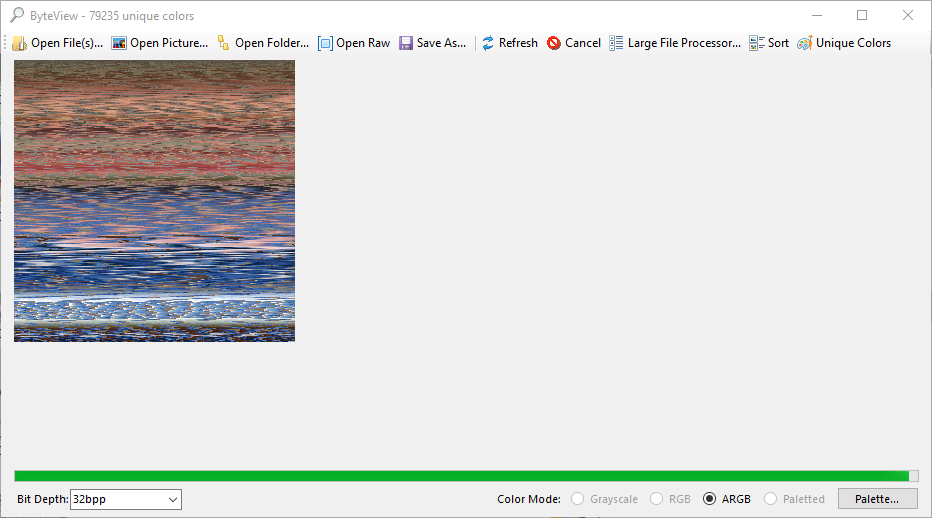 ByteView - 79235 unique colors
Open File(s)... Open Picture... Open Folder... Open Raw Save As... Refresh Cancel Large File Processor... Sort Unique Colors
Bit Depth: 32bpp Color Mode: Grayscale RGB ARGB Paletted Palette...